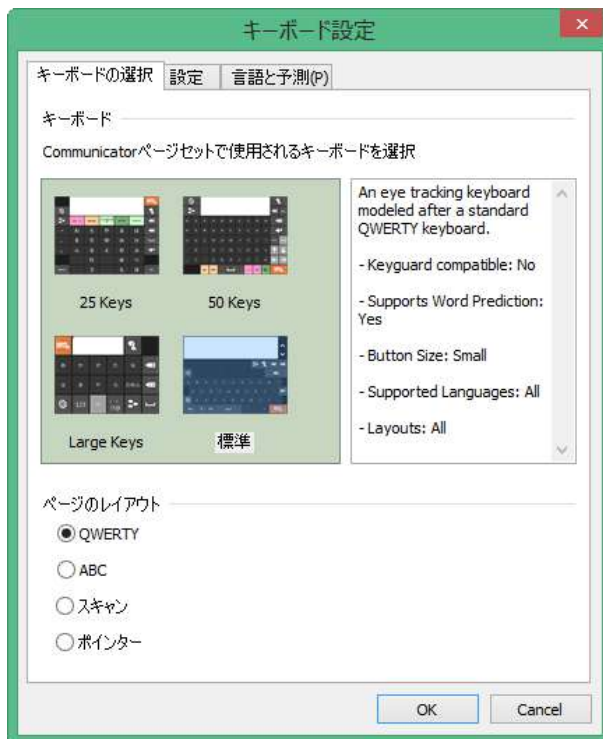 キーボード設定
キーボードの選択 設定 言語と予測(P)
キーボード
Communicatorページセットで使用されるキーボードを選択
25 Keys 50 Keys
Large Keys 標準
An eye tracking keyboard
modeled after a standard
QWERTY keyboard.
- Keyguard compatible: No
- Supports Word Prediction:
Yes
- Button Size: Small
- Supported Languages: All
- Layouts: All
ページのレイアウト
QWERTY
ABC
スキャン
ポインター
OK Cancel